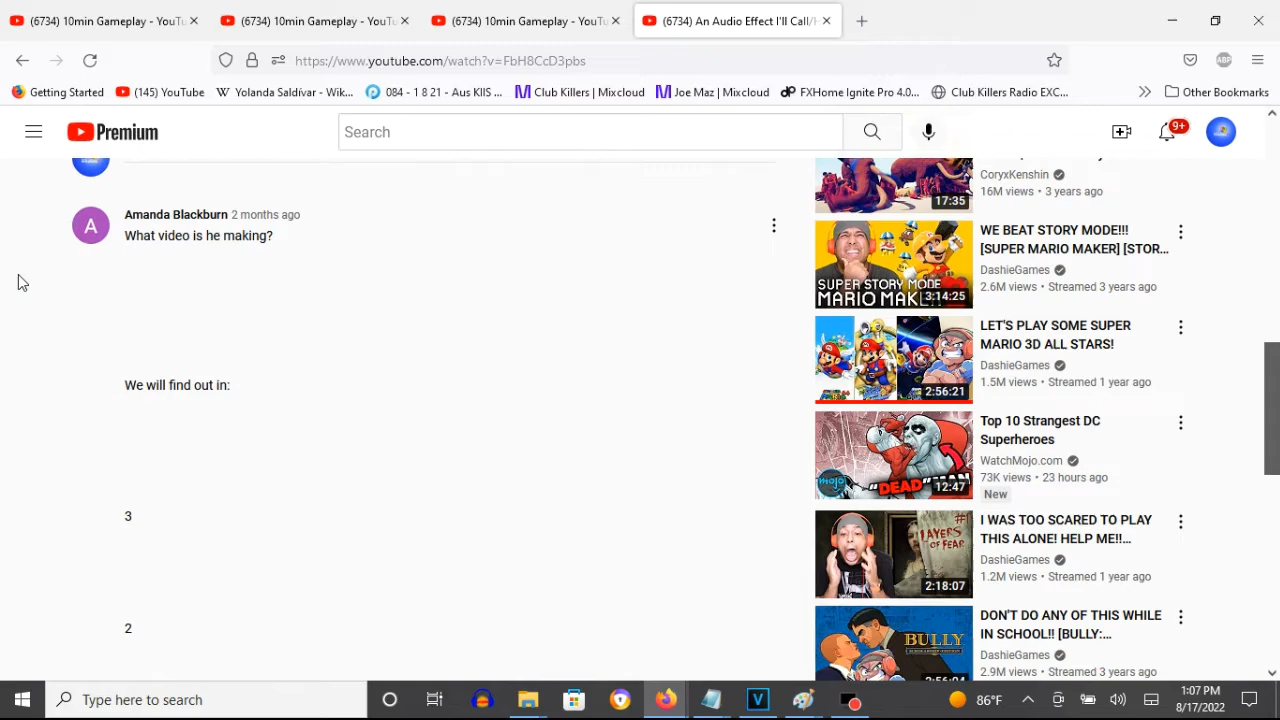 (6734) 10min Gameplay - YouTu
(6734) 10min Gameplay - YouTu
(6734) 10min Gameplay - YouTu
(6734) An Audio Effect I'll Call/H
https://www.youtube.com/watch?v=FbH8CcD3pbs
ABP
Getting Started
(145) YouTube
Yolanda Saldívar - Wik...
084 - 1 8 21 - Aus KIIS ...
Club Killers | Mixcloud
Joe Maz | Mixcloud
FXHome Ignite Pro 4.0...
Club Killers Radio EXC...
Other Bookmarks
Premium
Search
9+
Amanda Blackburn 2 months ago
What video is he making?
We will find out in:
3
2
17:35
CoryxKenshin
16M views • 3 years ago
SUPER STORY MODE
MARIO MAKER
3:14:25
WE BEAT STORY MODE!!!
[SUPER MARIO MAKER] [STOR...
DashieGames
2.6M views • Streamed 3 years ago
2:56:21
LET'S PLAY SOME SUPER
MARIO 3D ALL STARS!
DashieGames
1.5M views • Streamed 1 year ago
mojo
"DEAD" MAN
12:47
Top 10 Strangest DC
Superheroes
WatchMojo.com
73K views • 23 hours ago
New
#1
LAYERS
OF FEAR
2:18:07
I WAS TOO SCARED TO PLAY
THIS ALONE! HELP ME!!...
DashieGames
1.2M views • Streamed 1 year ago
BULLY
2:56:04
DON'T DO ANY OF THIS WHILE
IN SCHOOL!! [BULLY:...
DashieGames
2.9M views • Streamed 3 years ago
Type here to search
86°F
1:07 PM
8/17/2022